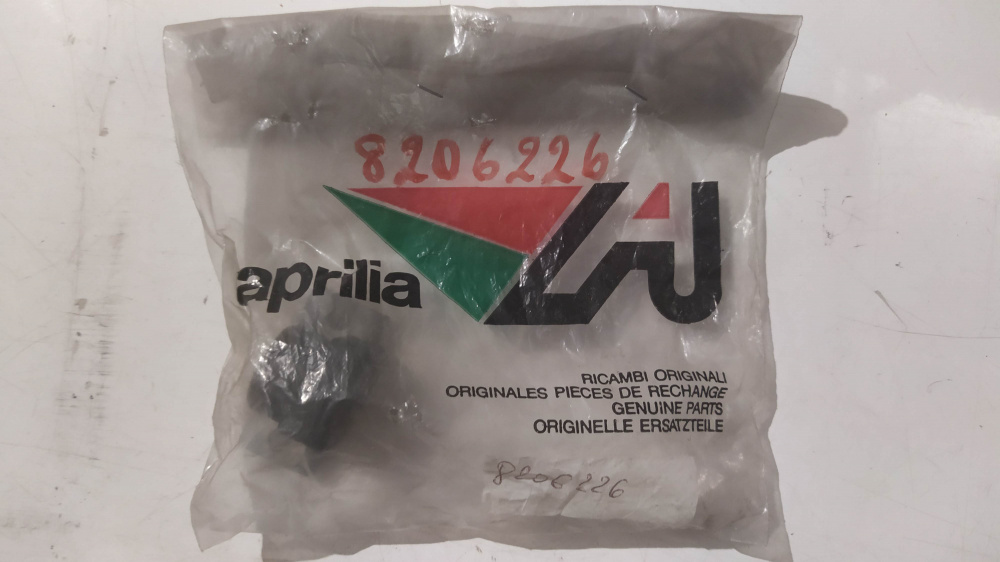 8206226
aprilia
RICAMBI ORIGINALI
ORIGINALES PIECES DE RECHANGE
GENUINE PARTS
ORIGINELLE ERSATZTEILE
8206226